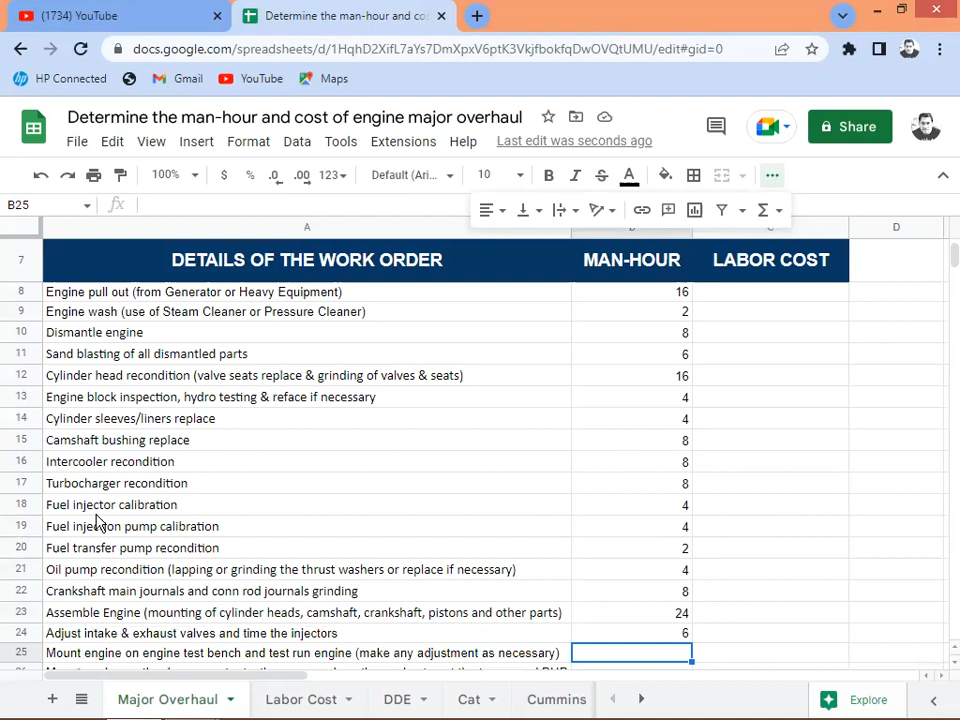 (1734) YouTube
Determine the man-hour and co
docs.google.com/spreadsheets/d/1HqhD2XifL7aYs7DmXpxV6ptK3VkjfbokfqDwOVQtUMU/edit#gid=0
HP Connected
Gmail
YouTube
Maps
Determine the man-hour and cost of engine major overhaul
File Edit View Insert Format Data Tools Extensions Help Last edit was seconds ago
Share
100% $ % .0 .00 123 Default (Ari... 10 B I S A
B25 fx
A C D
7 DETAILS OF THE WORK ORDER MAN-HOUR LABOR COST
8 Engine pull out (from Generator or Heavy Equipment) 16
9 Engine wash (use of Steam Cleaner or Pressure Cleaner) 2
10 Dismantle engine 8
11 Sand blasting of all dismantled parts 6
12 Cylinder head recondition (valve seats replace & grinding of valves & seats) 16
13 Engine block inspection, hydro testing & reface if necessary 4
14 Cylinder sleeves/liners replace 4
15 Camshaft bushing replace 8
16 Intercooler recondition 8
17 Turbocharger recondition 8
18 Fuel injector calibration 4
19 Fuel injection pump calibration 4
20 Fuel transfer pump recondition 2
21 Oil pump recondition (lapping or grinding the thrust washers or replace if necessary) 4
22 Crankshaft main journals and conn rod journals grinding 8
23 Assemble Engine (mounting of cylinder heads, camshaft, crankshaft, pistons and other parts) 24
24 Adjust intake & exhaust valves and time the injectors 6
25 Mount engine on engine test bench and test run engine (make any adjustment as necessary)
Major Overhaul Labor Cost DDE Cat Cummins Explore